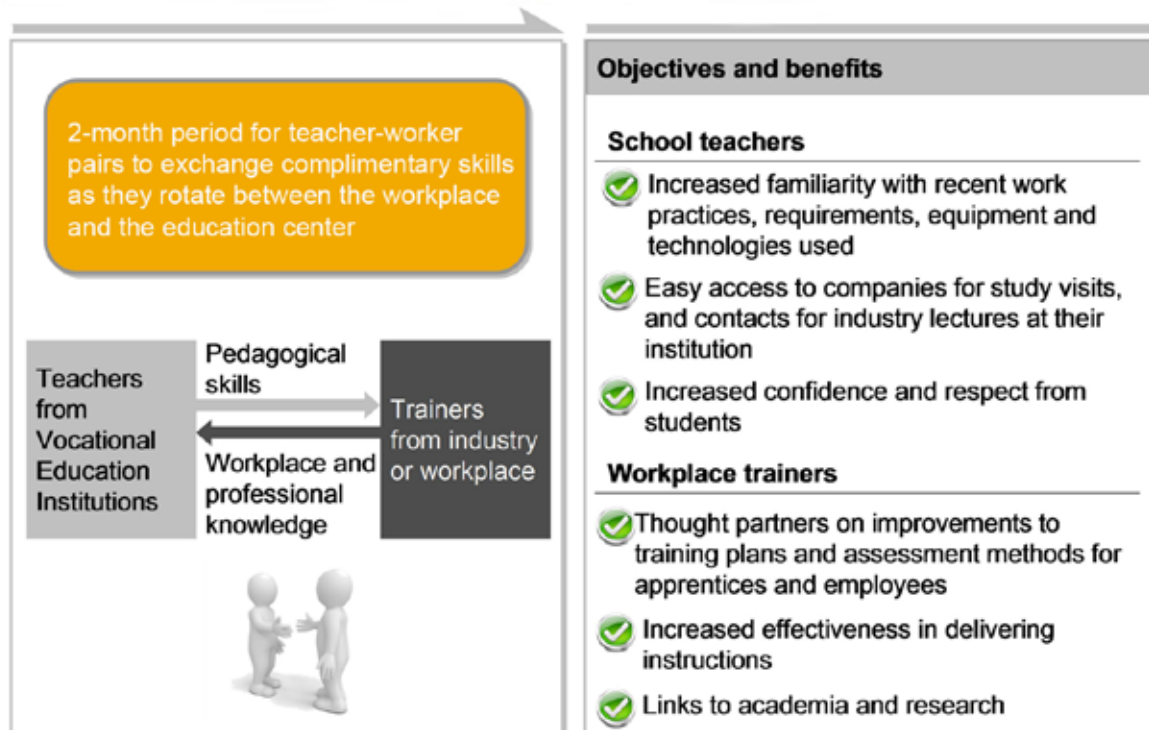 2-month period for teacher-worker
pairs to exchange complimentary skills
as they rotate between the workplace
and the education center
Teachers
from
Vocational
Education
Institutions
Pedagogical
skills
Workplace and
professional
knowledge
Trainers
from industry
or workplace
Objectives and benefits
School teachers
Increased familiarity with recent work
practices, requirements, equipment and
technologies used
Easy access to companies for study visits,
and contacts for industry lectures at their
institution
Increased confidence and respect from
students
Workplace trainers
Thought partners on improvements to
training plans and assessment methods for
apprentices and employees
Increased effectiveness in delivering
instructions
Links to academia and research